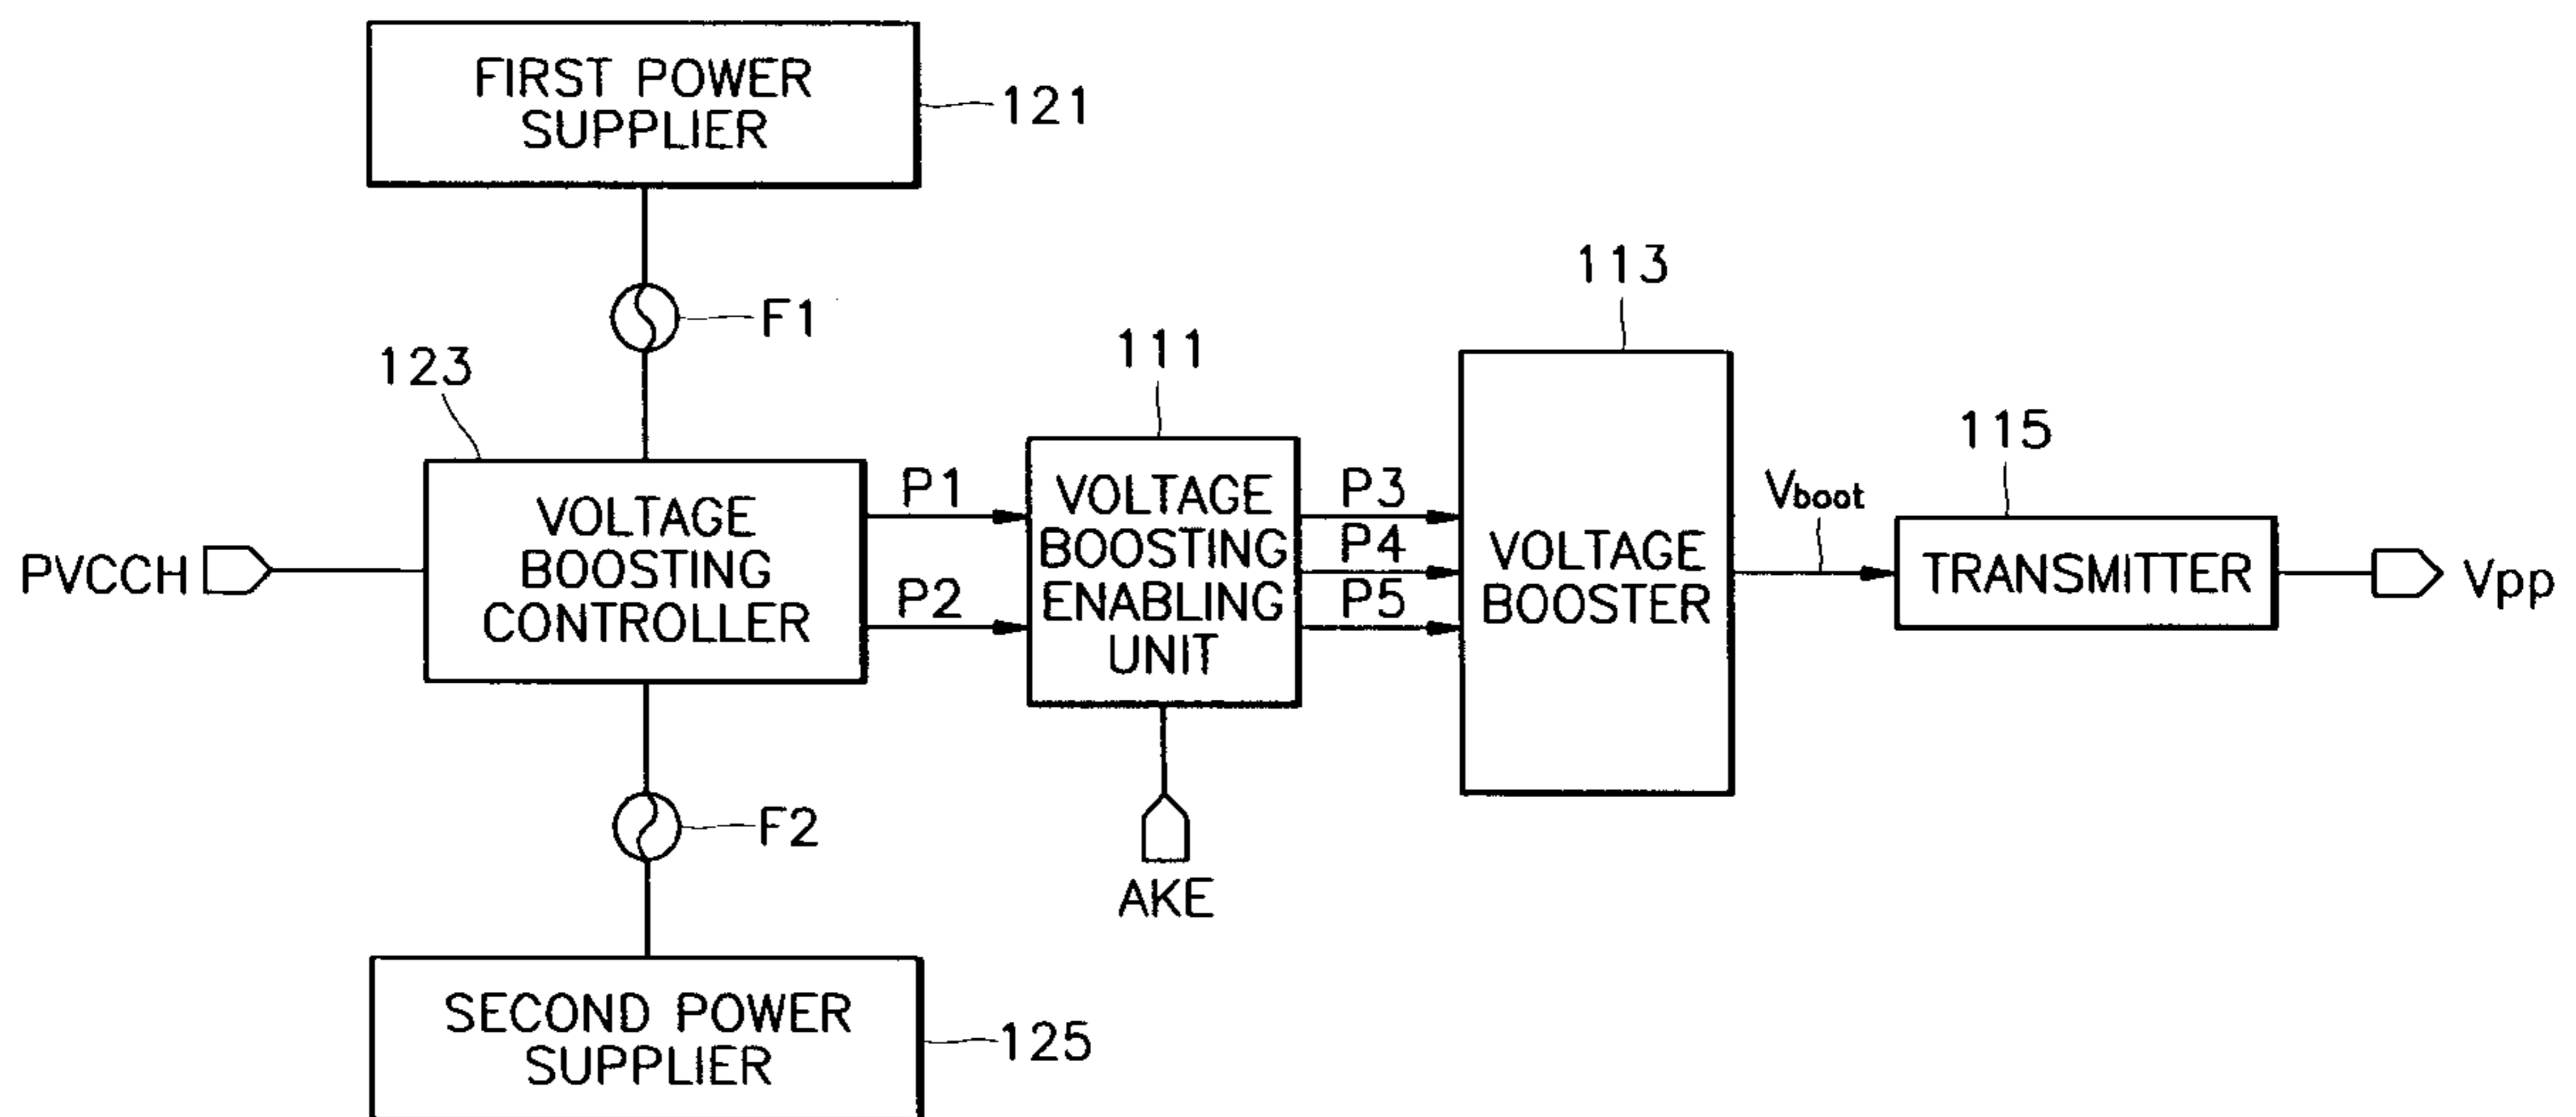 FIRST POWER
SUPPLIER
121
F1
123
111
113
115
PVCCH
VOLTAGE
BOOSTING
CONTROLLER
P1
P2
VOLTAGE
BOOSTING
ENABLING
UNIT
P3
P4
P5
VOLTAGE
BOOSTER
Vboot
TRANSMITTER
Vpp
F2
AKE
SECOND POWER
SUPPLIER
125